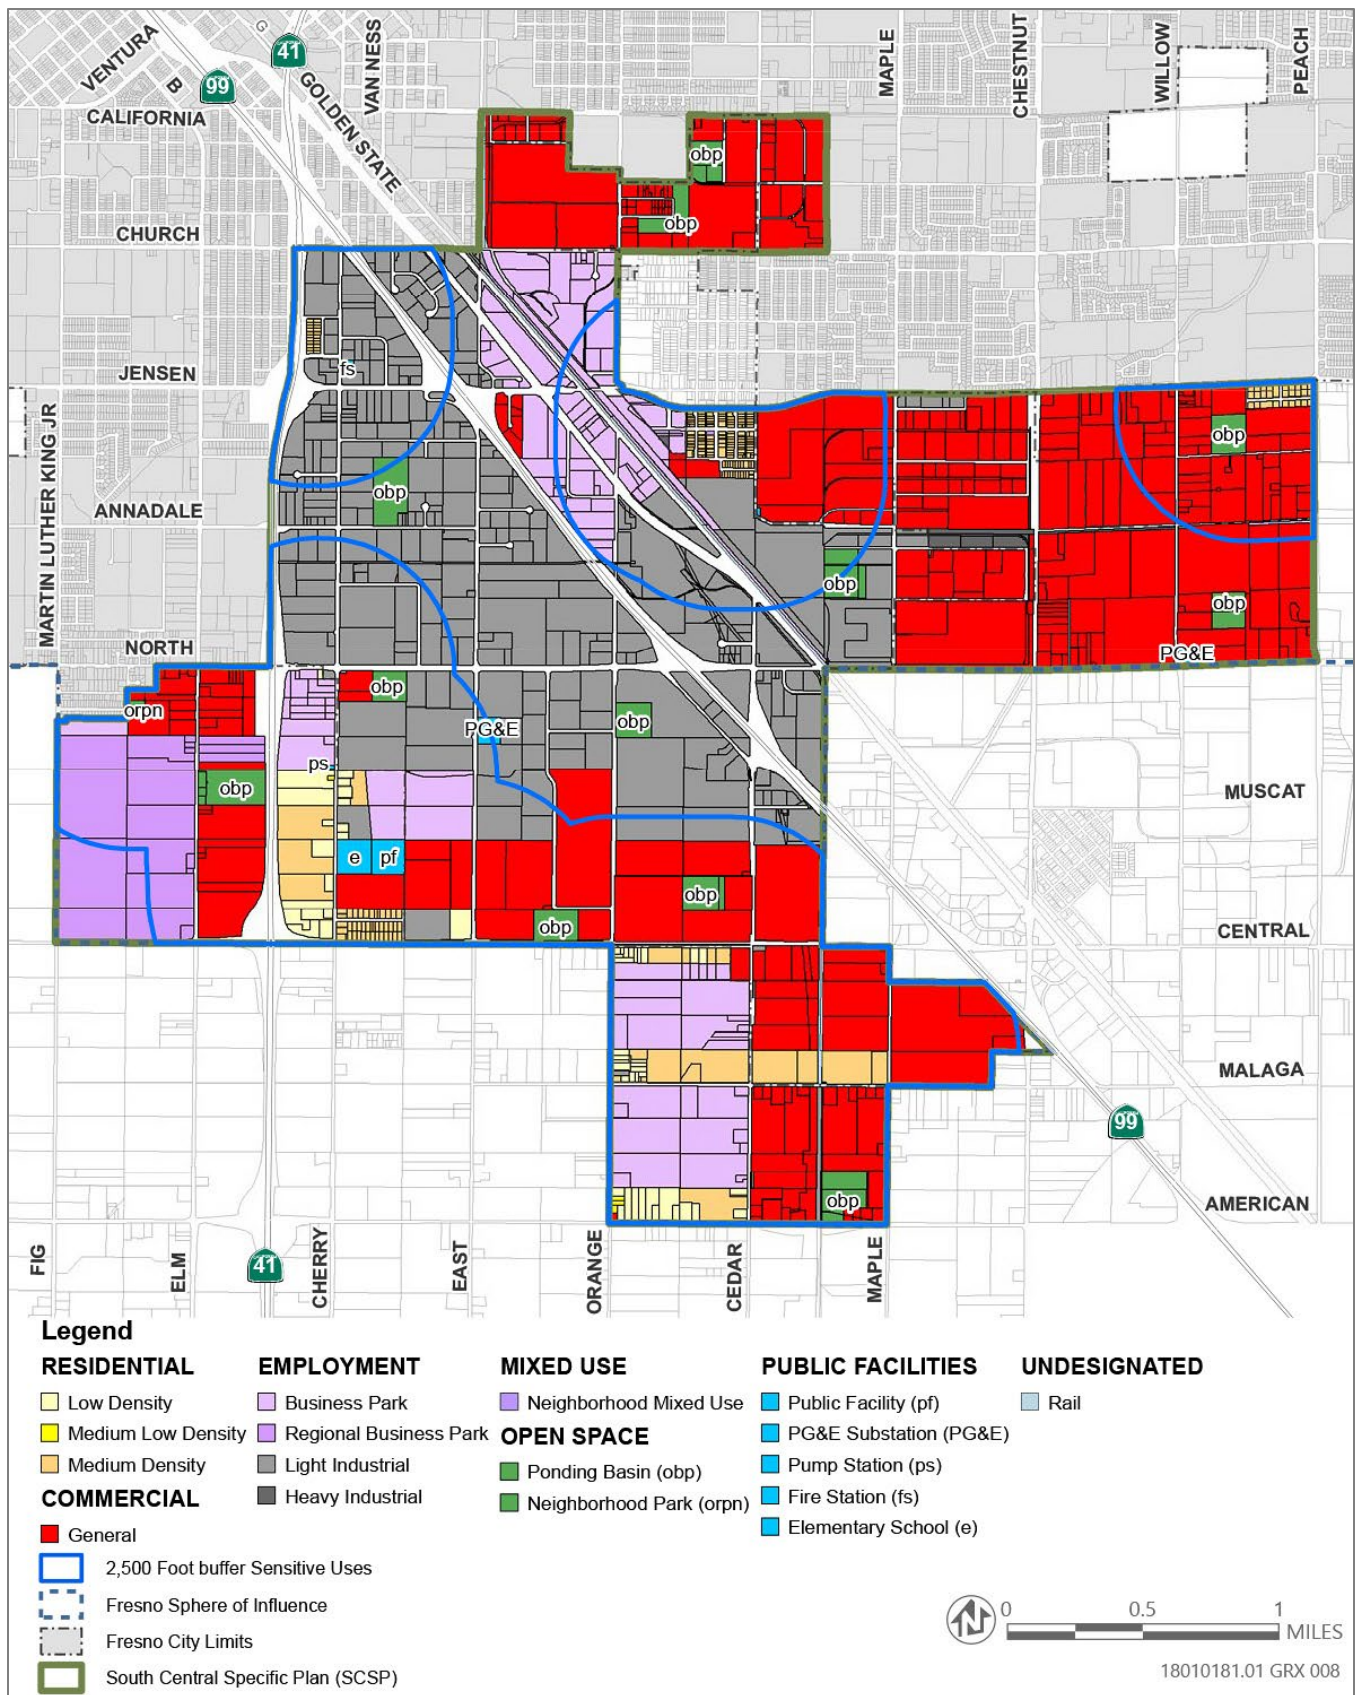 VENTURA
B
G
41
99
CALIFORNIA
GOLDEN STATE
VAN NESS
MAPLE
CHESTNUT
WILLOW
PEACH
obp
obp
CHURCH
JENSEN
fs
MARTIN LUTHER KING JR
obp
obp
ANNADALE
obp
obp
NORTH
PG&E
orpn
obp
obp
PG&E
ps
obp
MUSCAT
e
pf
obp
obp
CENTRAL
MALAGA
99
obp
AMERICAN
FIG
ELM
41
CHERRY
EAST
ORANGE
CEDAR
MAPLE
Legend
RESIDENTIAL
Low Density
Medium Low Density
Medium Density
COMMERCIAL
General
EMPLOYMENT
Business Park
Regional Business Park
Light Industrial
Heavy Industrial
MIXED USE
Neighborhood Mixed Use
OPEN SPACE
Ponding Basin (obp)
Neighborhood Park (orpn)
PUBLIC FACILITIES
Public Facility (pf)
PG&E Substation (PG&E)
Pump Station (ps)
Fire Station (fs)
Elementary School (e)
UNDESIGNATED
Rail
2,500 Foot buffer Sensitive Uses
Fresno Sphere of Influence
Fresno City Limits
South Central Specific Plan (SCSP)
N
0 0.5 1
MILES
18010181.01 GRX 008